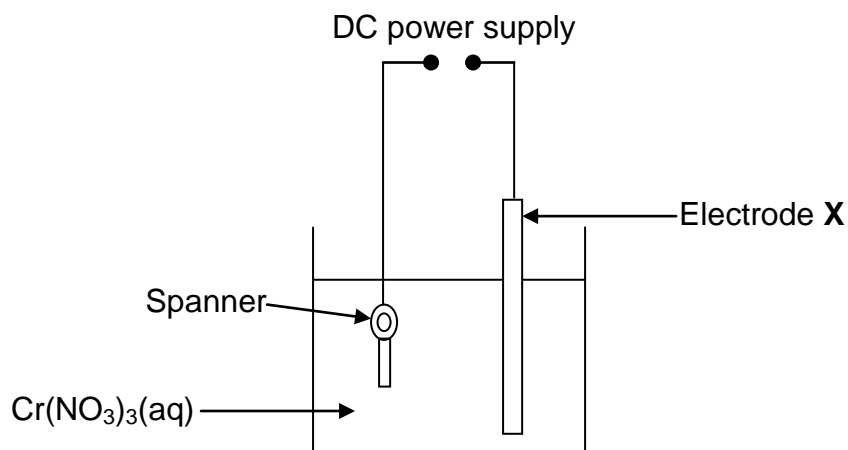 DC power supply
Electrode X
Spanner
Cr(NO₃)₃(aq)